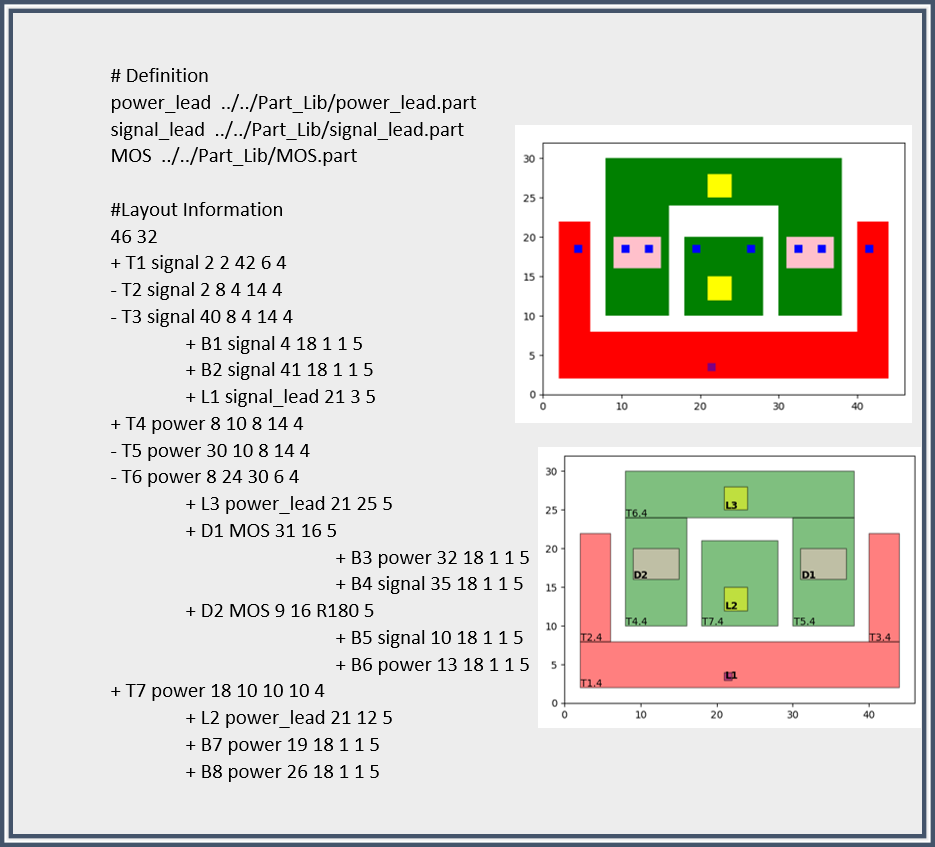 # Definition
power_lead ../../Part_Lib/power_lead.part
signal_lead ../../Part_Lib/signal_lead.part
MOS ../../Part_Lib/MOS.part
#Layout Information
46 32
+ T1 signal 2 2 42 6 4
- T2 signal 2 8 4 14 4
- T3 signal 40 8 4 14 4
+ B1 signal 4 18 1 1 5
+ B2 signal 41 18 1 1 5
+ L1 signal_lead 21 3 5
+ T4 power 8 10 8 14 4
- T5 power 30 10 8 14 4
- T6 power 8 24 30 6 4
+ L3 power_lead 21 25 5
+ D1 MOS 31 16 5
+ B3 power 32 18 1 1 5
+ B4 signal 35 18 1 1 5
+ D2 MOS 9 16 R180 5
+ B5 signal 10 18 1 1 5
+ B6 power 13 18 1 1 5
+ T7 power 18 10 10 10 4
+ L2 power_lead 21 12 5
+ B7 power 19 18 1 1 5
+ B8 power 26 18 1 1 5
30
25
20
15
10
5
0
0 10 20 30 40
30
25
20
15
10
5
0
L3
T6.4
D2 D1
L2
T4.4 T7.4 T5.4
T2.4 T3.4
L1
T1.4
0 10 20 30 40